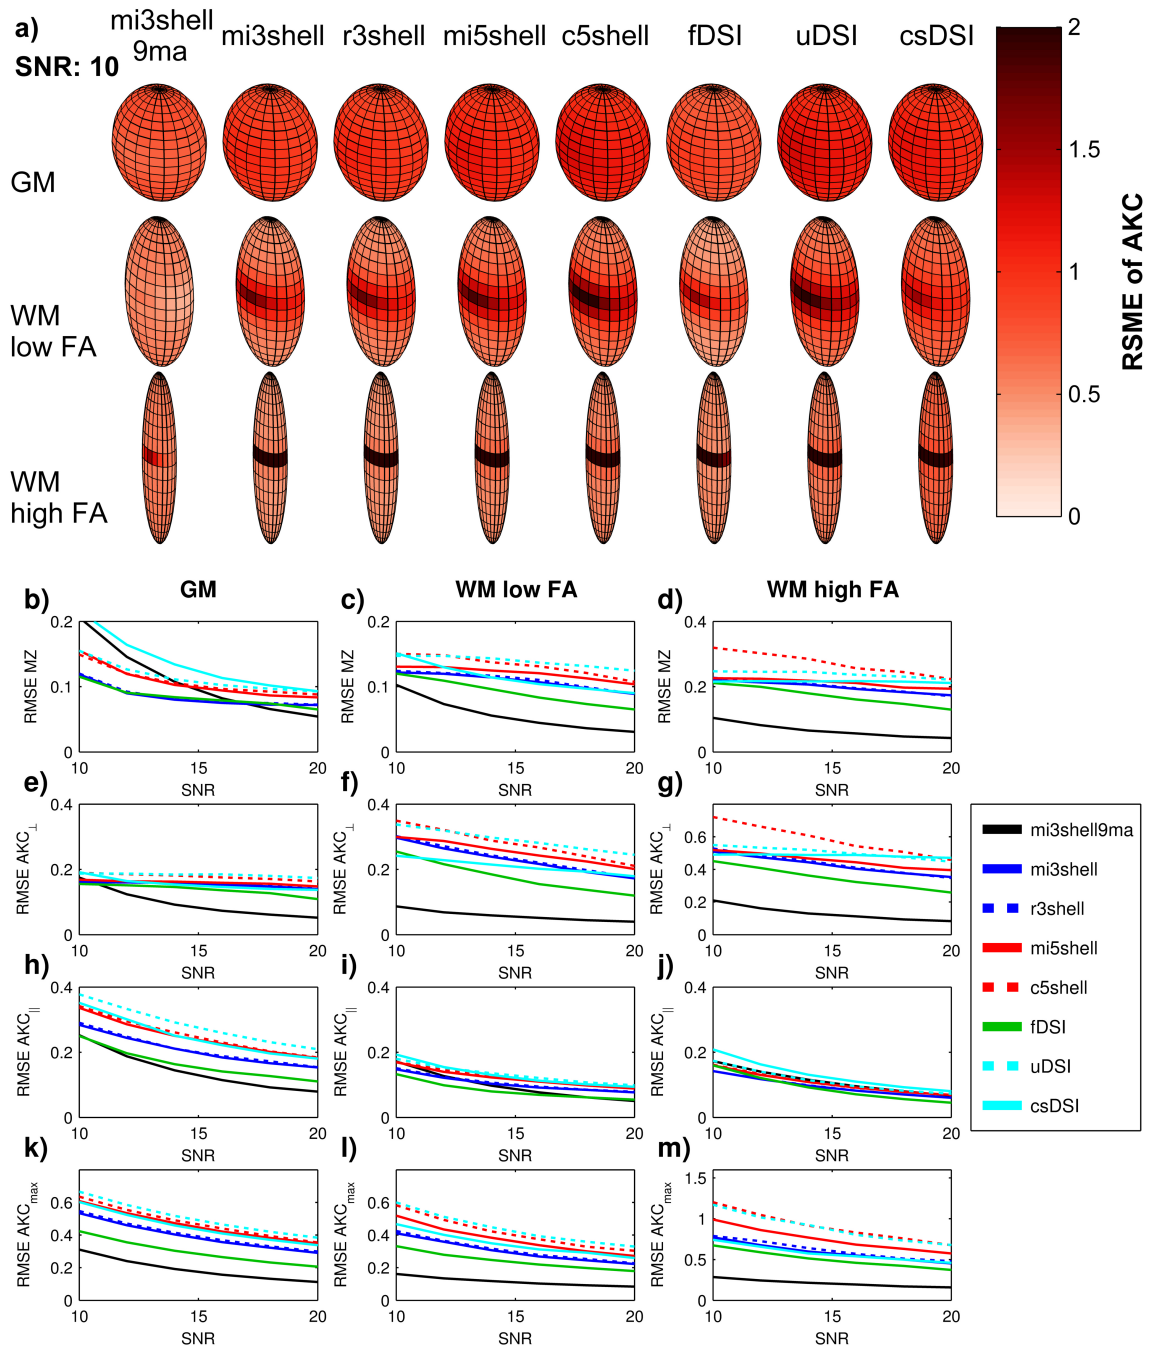 a)
SNR: 10
mi3shell
9ma
mi3shell
r3shell
mi5shell
c5shell
fDSI
uDSI
csDSI
GM
WM
low FA
WM
high FA
2
1.5
1
0.5
0
RSME of AKC
b)
GM
0.2
0.1
0
RMSE MZ
10
15
20
SNR
c)
WM low FA
0.2
0.1
0
RMSE MZ
10
15
20
SNR
d)
WM high FA
0.4
0.2
0
RMSE MZ
10
15
20
SNR
e)
0.4
0.2
0
RMSE AKC⊥
10
15
20
SNR
f)
0.4
0.2
0
RMSE AKC⊥
10
15
20
SNR
g)
0.6
0.4
0.2
0
RMSE AKC⊥
10
15
20
SNR
h)
0.4
0.2
0
RMSE AKC||
10
15
20
SNR
i)
0.4
0.2
0
RMSE AKC||
10
15
20
SNR
j)
0.4
0.2
0
RMSE AKC||
10
15
20
SNR
k)
0.6
0.4
0.2
0
RMSE AKCmax
10
15
20
SNR
l)
0.6
0.4
0.2
0
RMSE AKCmax
10
15
20
SNR
m)
1.5
1
0.5
0
RMSE AKCmax
10
15
20
SNR
mi3shell9ma
mi3shell
r3shell
mi5shell
c5shell
fDSI
uDSI
csDSI